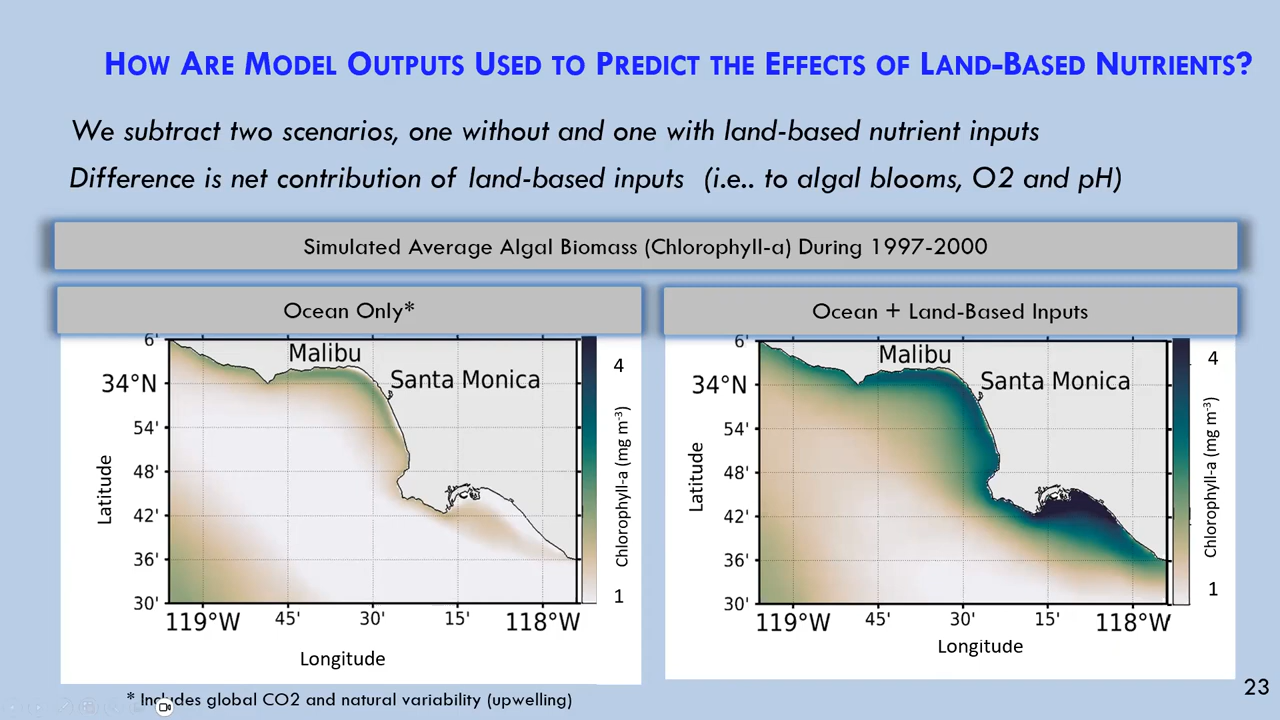 HOW ARE MODEL OUTPUTS USED TO PREDICT THE EFFECTS OF LAND-BASED NUTRIENTS?
We subtract two scenarios, one without and one with land-based nutrient inputs
Difference is net contribution of land-based inputs (i.e.. to algal blooms, O2 and pH)
Simulated Average Algal Biomass (Chlorophyll-a) During 1997-2000
Ocean Only*
Ocean + Land-Based Inputs
6'
34°N
54'
48'
42'
36'
30'
Latitude
Malibu
Santa Monica
119°W
45'
30'
15'
118°W
Longitude
4
1
Chlorophyll-a (mg m-3)
6'
34°N
54'
48'
42'
36'
30'
Latitude
Malibu
Santa Monica
119°W
45'
30'
15'
118°W
Longitude
4
1
Chlorophyll-a (mg m-3)
* Includes global CO2 and natural variability (upwelling)
23